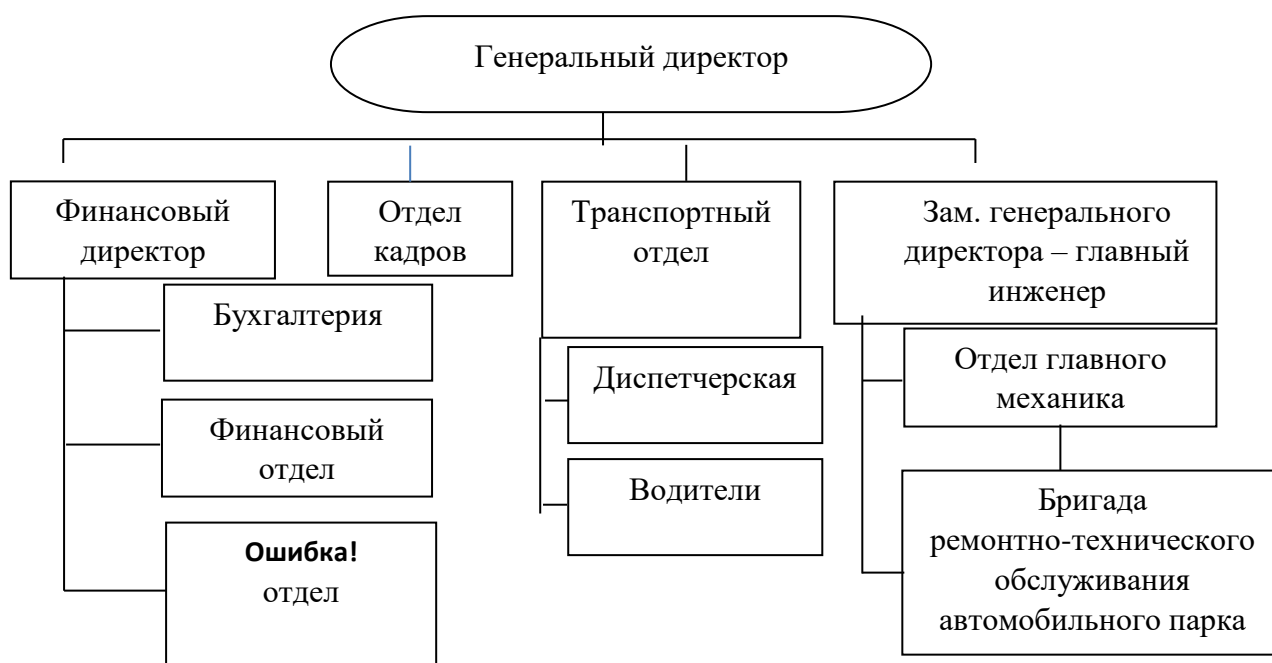 Генеральный директор
Финансовый
директор
Отдел
кадров
Транспортный
отдел
Зам. генерального
директора – главный
инженер
Бухгалтерия
Финансовый
отдел
Ошибка!
отдел
Диспетчерская
Водители
Отдел главного
механика
Бригада
ремонтно-технического
обслуживания
автомобильного парка